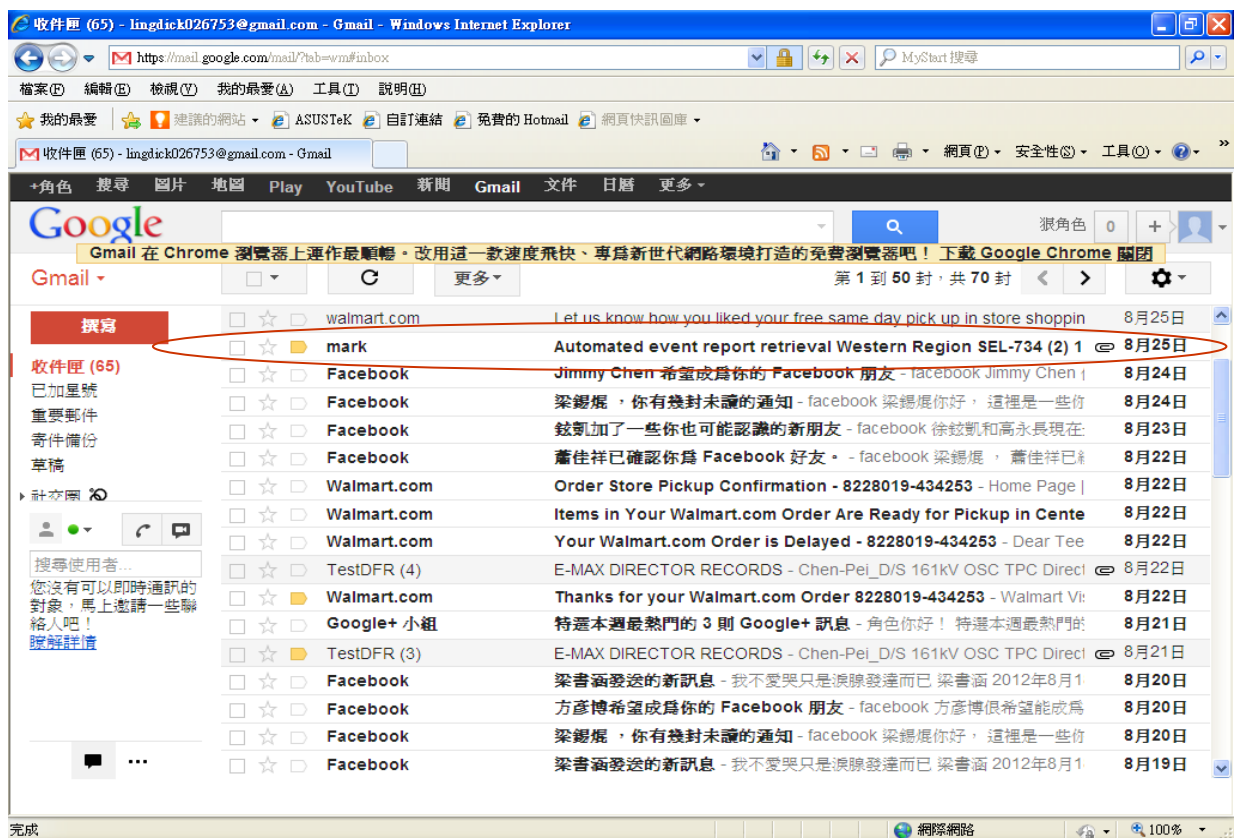 收件匣 (65) - lingdick026753@gmail.com - Gmail - Windows Internet Explorer
https://mail.google.com/mail/?tab=wm#inbox
MyStart 搜尋
檔案(F) 編輯(E) 檢視(V) 我的最愛(A) 工具(T) 說明(H)
我的最愛 建議的網站 ASUSTeK 自訂連結 免費的 Hotmail 網頁快訊圖庫
收件匣 (65) - lingdick026753@gmail.com - Gmail
網頁(P) 安全性(S) 工具(O) »
+角色 搜尋 圖片 地圖 Play YouTube 新聞 Gmail 文件 日曆 更多
Google 狠角色 0 +
Gmail 在 Chrome 瀏覽器上運作最順暢。改用這一款速度飛快、專為新世代網路環境打造的免費瀏覽器吧！ 下載 Google Chrome 關閉
Gmail 更多 第 1 到 50 封，共 70 封
撰寫
收件匣 (65)
已加星號
重要郵件
寄件備份
草稿
社交圈
搜尋使用者...
您沒有可以即時通訊的
對象，馬上邀請一些聯
絡人吧！
瞭解詳情
walmart.com Let us know how you liked your free same day pick up in store shoppin 8月25日
mark Automated event report retrieval Western Region SEL-734 (2) 1 8月25日
Facebook Jimmy Chen 希望成為你的 Facebook 朋友 - facebook Jimmy Chen 8月24日
Facebook 梁錫焜 ，你有幾封未讀的通知 - facebook 梁錫焜你好， 這裡是一些你 8月24日
Facebook 鉉凱加了一些你也可能認識的新朋友 - facebook 徐鉉凱和高永長現在 8月23日
Facebook 蕭佳祥已確認你為 Facebook 好友。 - facebook 梁錫焜 ， 蕭佳祥已 8月22日
Walmart.com Order Store Pickup Confirmation - 8228019-434253 - Home Page | 8月22日
Walmart.com Items in Your Walmart.com Order Are Ready for Pickup in Cente 8月22日
Walmart.com Your Walmart.com Order is Delayed - 8228019-434253 - Dear Tee 8月22日
TestDFR (4) E-MAX DIRECTOR RECORDS - Chen-Pei_D/S 161kV OSC TPC Direct 8月22日
Walmart.com Thanks for your Walmart.com Order 8228019-434253 - Walmart Vi 8月22日
Google+ 小組 特選本週最熱門的 3 則 Google+ 訊息 - 角色你好！ 特選本週最熱門的 8月21日
TestDFR (3) E-MAX DIRECTOR RECORDS - Chen-Pei_D/S 161kV OSC TPC Direct 8月21日
Facebook 梁書涵發送的新訊息 - 我不愛哭只是淚腺發達而已 梁書涵 2012年8月1 8月20日
Facebook 方彥博希望成為你的 Facebook 朋友 - facebook 方彥博很希望能成為 8月20日
Facebook 梁錫焜 ，你有幾封未讀的通知 - facebook 梁錫焜你好， 這裡是一些你 8月20日
Facebook 梁書涵發送的新訊息 - 我不愛哭只是淚腺發達而已 梁書涵 2012年8月1 8月19日
完成 網際網路 100%